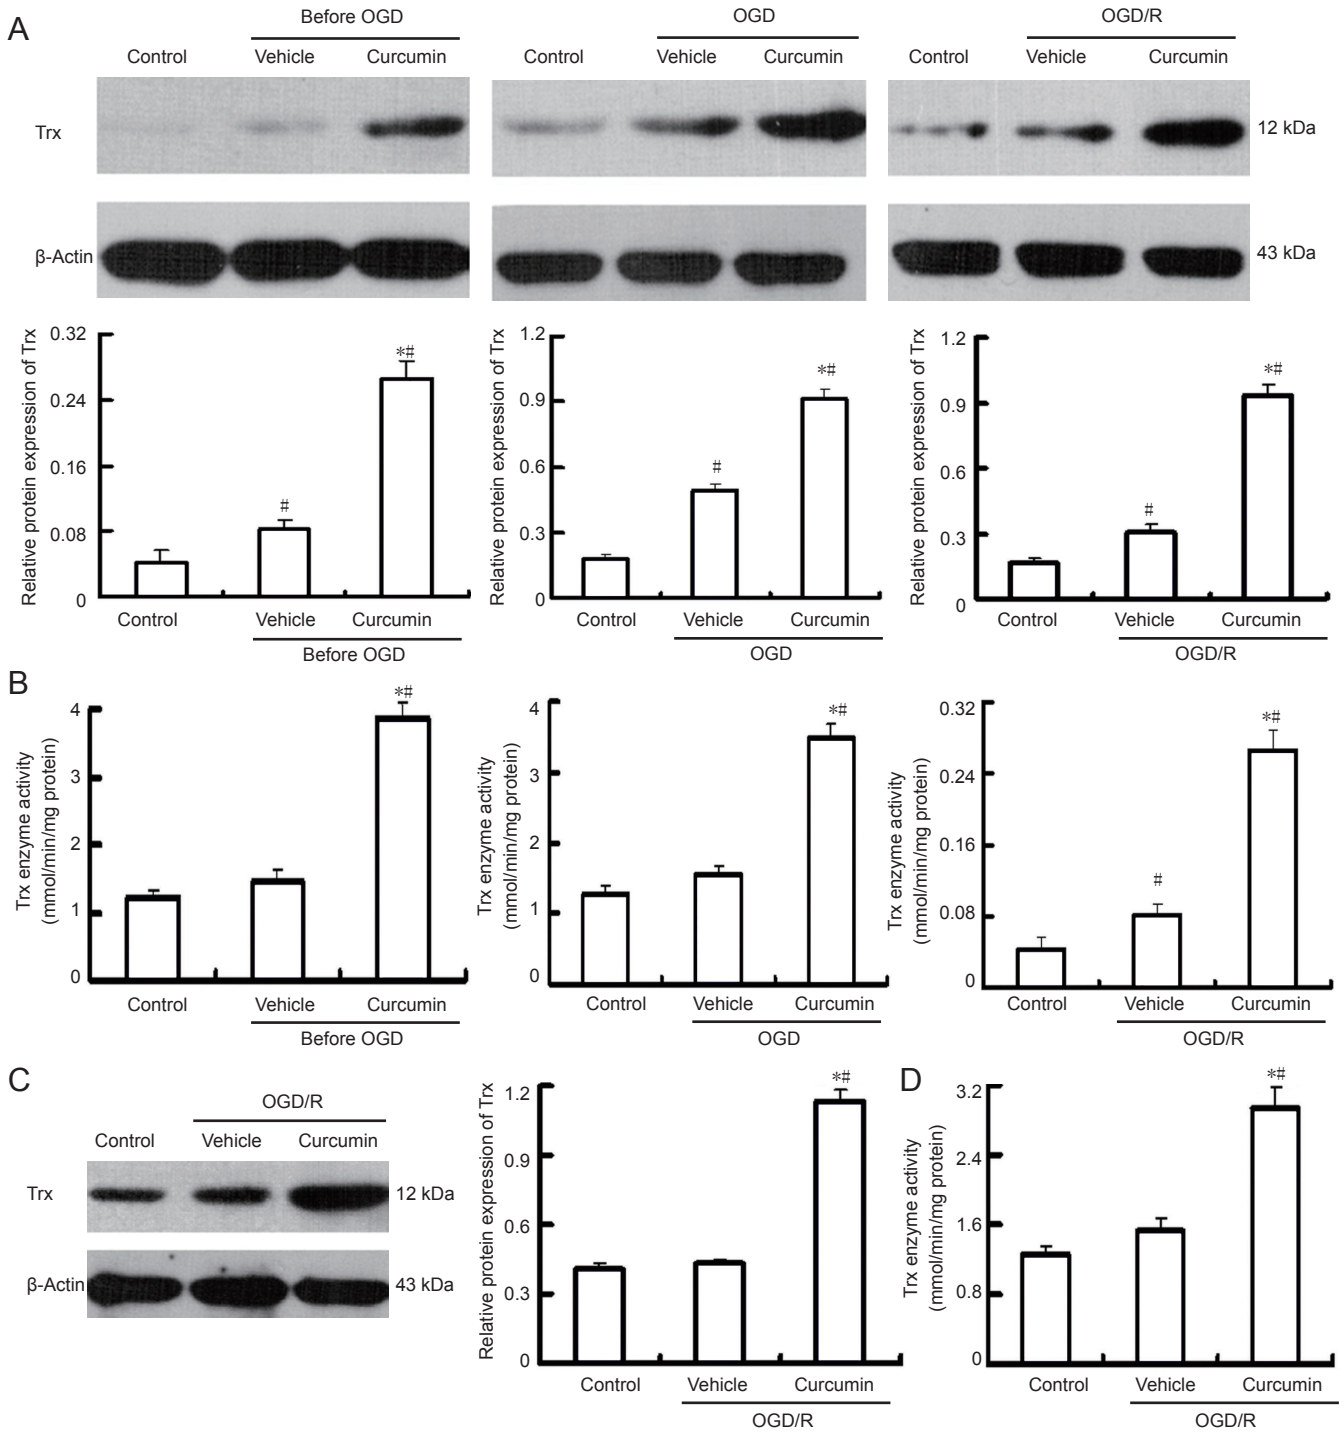 A
Before OGD
OGD
OGD/R
Control Vehicle Curcumin
Control Vehicle Curcumin
Control Vehicle Curcumin
Trx
12 kDa
β-Actin
43 kDa
Relative protein expression of Trx
0.32
0.24
0.16
0.08
0
*#
#
Control Vehicle Curcumin
Before OGD
Relative protein expression of Trx
1.2
0.9
0.6
0.3
0
*#
#
Control Vehicle Curcumin
OGD
Relative protein expression of Trx
1.2
0.9
0.6
0.3
0
*#
#
Control Vehicle Curcumin
OGD/R
B
Trx enzyme activity
(mmol/min/mg protein)
4
3
2
1
0
*#
Control Vehicle Curcumin
Before OGD
Trx enzyme activity
(mmol/min/mg protein)
4
3
2
1
0
*#
Control Vehicle Curcumin
OGD
Trx enzyme activity
(mmol/min/mg protein)
0.32
0.24
0.16
0.08
0
*#
#
Control Vehicle Curcumin
OGD/R
C
OGD/R
Control Vehicle Curcumin
Trx
12 kDa
β-Actin
43 kDa
Relative protein expression of Trx
1.2
0.9
0.6
0.3
0
*#
Control Vehicle Curcumin
OGD/R
D
Trx enzyme activity
(mmol/min/mg protein)
3.2
2.4
1.6
0.8
0
*#
Control Vehicle Curcumin
OGD/R